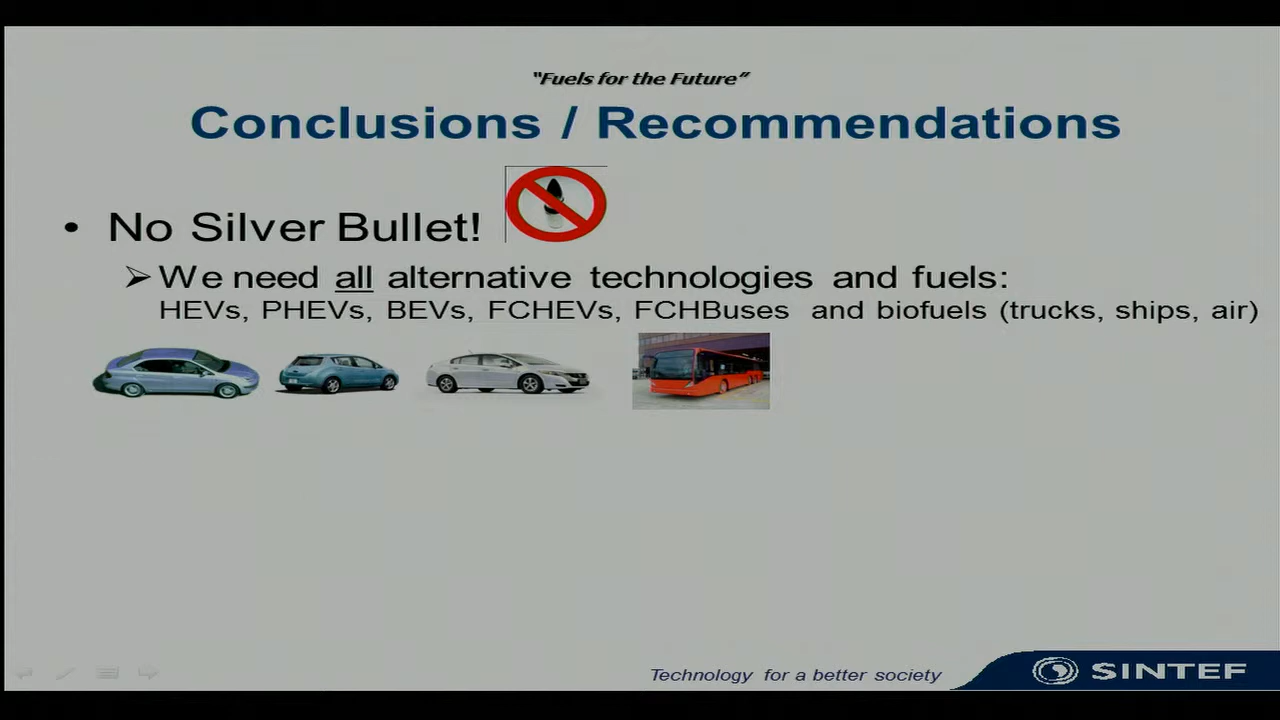 "Fuels for the Future"
Conclusions / Recommendations
• No Silver Bullet!
➢ We need all alternative technologies and fuels:
HEVs, PHEVs, BEVs, FCHEVs, FCHBuses and biofuels (trucks, ships, air)
Technology for a better society
SINTEF